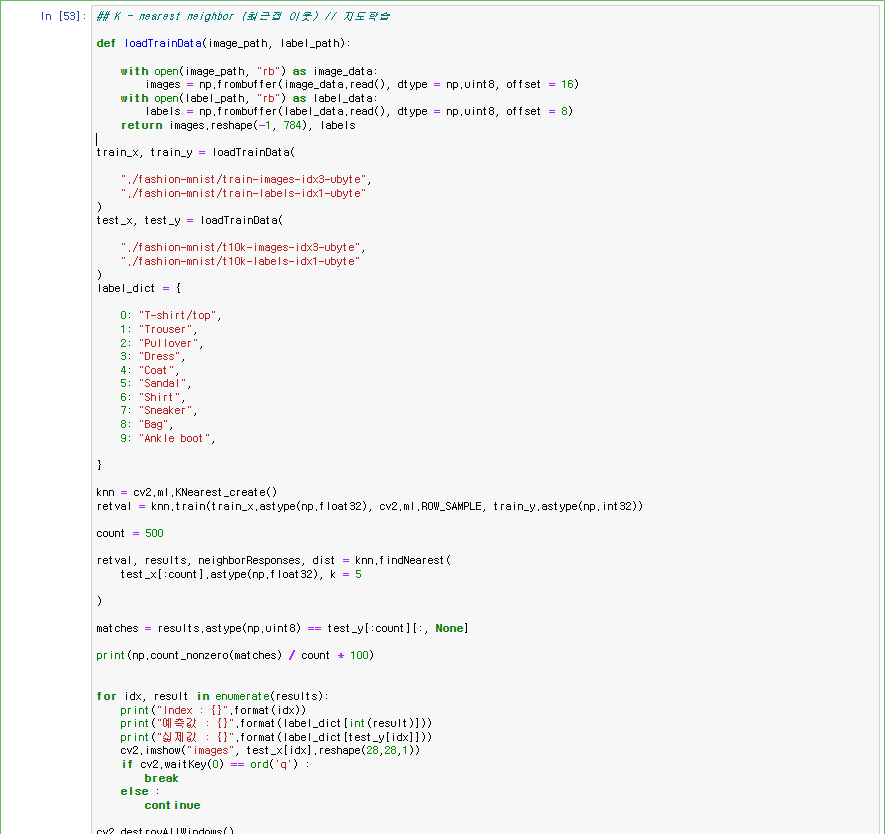 In [53]:
## K - nearest neighbor (최근접 이웃) // 지도학습
def loadTrainData(image_path, label_path):
with open(image_path, "rb") as image_data:
images = np.frombuffer(image_data.read(), dtype = np.uint8, offset = 16)
with open(label_path, "rb") as label_data:
labels = np.frombuffer(label_data.read(), dtype = np.uint8, offset = 8)
return images.reshape(-1, 784), labels
train_x, train_y = loadTrainData(
"./fashion-mnist/train-images-idx3-ubyte",
"./fashion-mnist/train-labels-idx1-ubyte"
)
test_x, test_y = loadTrainData(
"./fashion-mnist/t10k-images-idx3-ubyte",
"./fashion-mnist/t10k-labels-idx1-ubyte"
)
label_dict = {
0: "T-shirt/top",
1: "Trouser",
2: "Pullover",
3: "Dress",
4: "Coat",
5: "Sandal",
6: "Shirt",
7: "Sneaker",
8: "Bag",
9: "Ankle boot",
}
knn = cv2.ml.KNearest_create()
retval = knn.train(train_x.astype(np.float32), cv2.ml.ROW_SAMPLE, train_y.astype(np.int32))
count = 500
retval, results, neighborResponses, dist = knn.findNearest(
test_x[:count].astype(np.float32), k = 5
)
matches = results.astype(np.uint8) == test_y[:count][:, None]
print(np.count_nonzero(matches) / count * 100)
for idx, result in enumerate(results):
print("Index : {}".format(idx))
print("예측값 : {}".format(label_dict[int(result)]))
print("실제값 : {}".format(label_dict[test_y[idx]]))
cv2.imshow("images", test_x[idx].reshape(28,28,1))
if cv2.waitKey(0) == ord('q') :
break
else :
continue
cv2.destroyAllWindows()